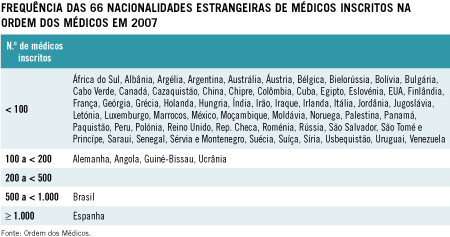 FREQUÊNCIA DAS 66 NACIONALIDADES ESTRANGEIRAS DE MÉDICOS INSCRITOS NA
ORDEM DOS MÉDICOS EM 2007
N.º de médicos
inscritos
< 100
África do Sul, Albânia, Argélia, Argentina, Austrália, Áustria, Bélgica, Bielorússia, Bolívia, Bulgária,
Cabo Verde, Canadá, Cazaquistão, China, Chipre, Colômbia, Cuba, Egipto, Eslovénia, EUA, Finlândia,
França, Geórgia, Grécia, Holanda, Hungria, Índia, Irão, Iraque, Irlanda, Itália, Jordânia, Jugoslávia,
Letónia, Luxemburgo, Marrocos, México, Moçambique, Moldávia, Noruega, Palestina, Panamá,
Paquistão, Peru, Polónia, Reino Unido, Rep. Checa, Roménia, Rússia, São Salvador, São Tomé e
Príncipe, Saraui, Senegal, Sérvia e Montenegro, Suécia, Suíça, Síria, Usbequistão, Uruguai, Venezuela
100 a < 200 Alemanha, Angola, Guiné-Bissau, Ucrânia
200 a < 500
500 a < 1.000 Brasil
≥ 1.000 Espanha
Fonte: Ordem dos Médicos.